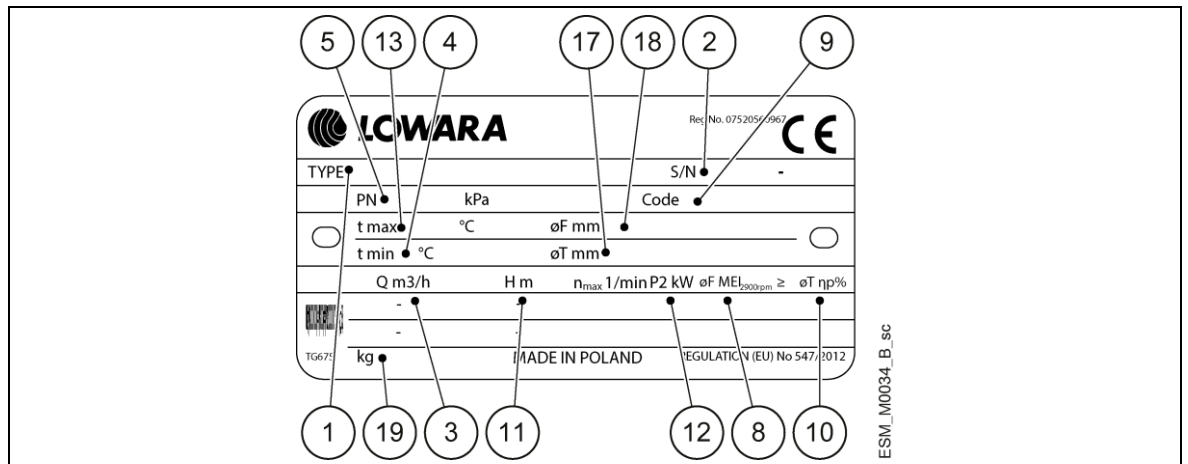 5 13 4 17 18 2 9
LOWARA
Reg No. 07520560967
CE
TYPE S/N -
PN kPa Code
t max °C øF mm
t min °C øT mm
Q m3/h H m nmax 1/min P2 kW øF MEI2900rpm ≥ øT ηp%
- -
- -
kg MADE IN POLAND REGULATION (EU) No 547/2012
1 19 3 11 12 8 10
ESM_M0034_B_sc